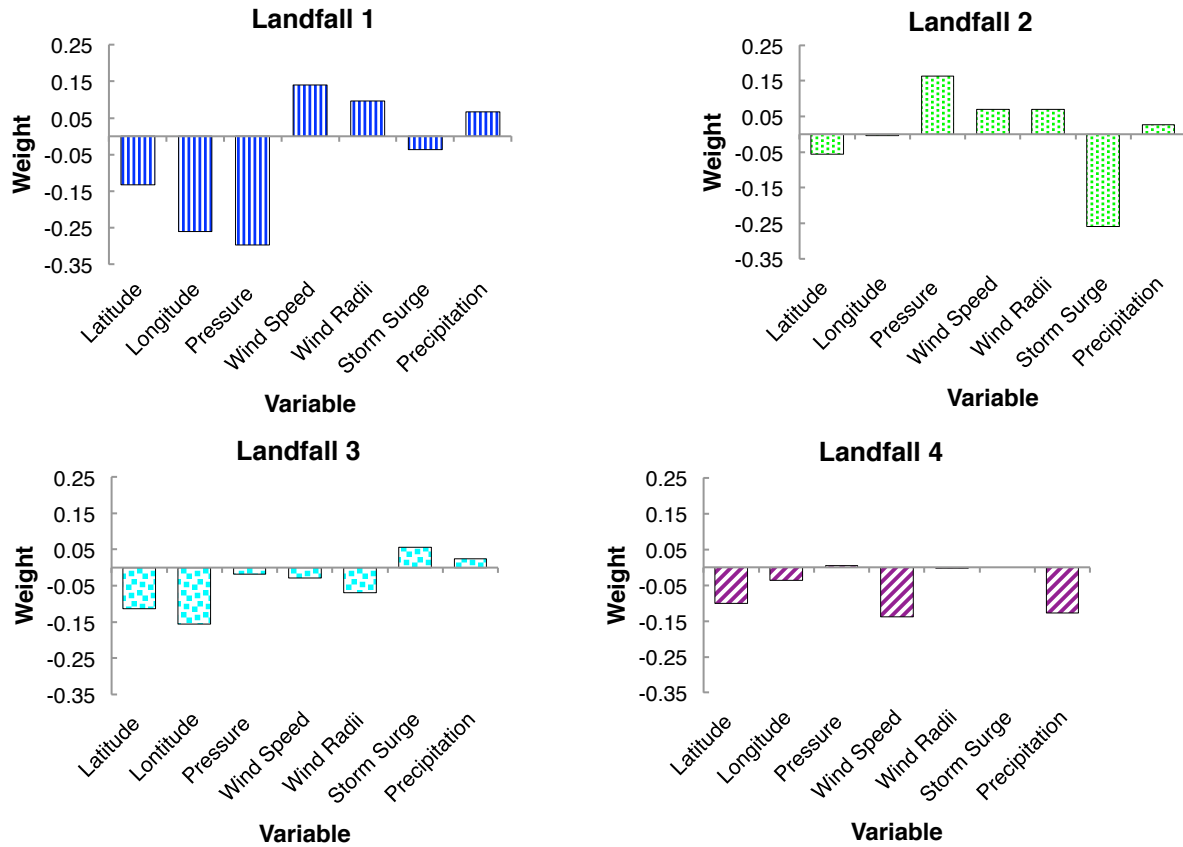 Landfall 1
0.25
0.15
0.05
-0.05
-0.15
-0.25
-0.35
Weight
Latitude
Longitude
Pressure
Wind Speed
Wind Radii
Storm Surge
Precipitation
Variable
Landfall 2
0.25
0.15
0.05
-0.05
-0.15
-0.25
-0.35
Weight
Latitude
Longitude
Pressure
Wind Speed
Wind Radii
Storm Surge
Precipitation
Variable
Landfall 3
0.25
0.15
0.05
-0.05
-0.15
-0.25
-0.35
Weight
Latitude
Lontitude
Pressure
Wind Speed
Wind Radii
Storm Surge
Precipitation
Variable
Landfall 4
0.25
0.15
0.05
-0.05
-0.15
-0.25
-0.35
Weight
Latitude
Longitude
Pressure
Wind Speed
Wind Radii
Storm Surge
Precipitation
Variable